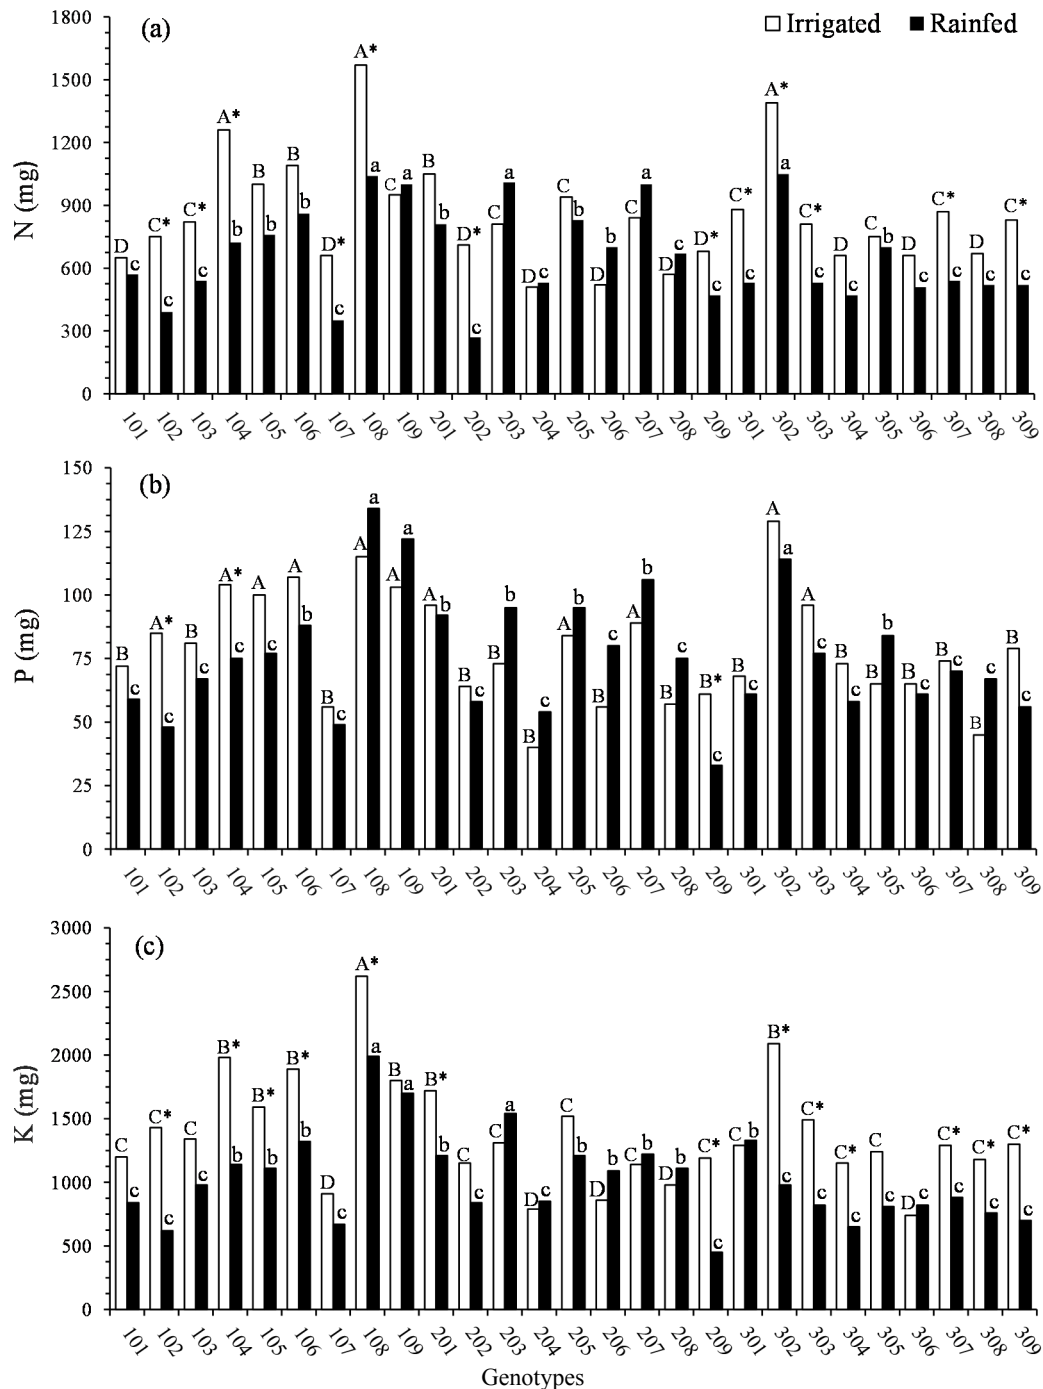 (a)
Irrigated
Rainfed
N (mg)
1800
1500
1200
900
600
300
0
D c C* c C* c A* b B b B b D* c A* a C a B b D* c C a D c C b D b C a D c D* c C* c A* a C* c D c C b D c C* c D c C* c
101 102 103 104 105 106 107 108 109 201 202 203 204 205 206 207 208 209 301 302 303 304 305 306 307 308 309
(b)
P (mg)
150
125
100
75
50
25
0
B c A* c B c A* c A c A b B c A a A a A b B c B b B c A b B c A b B c B* c B c A a A c B c B b B c B c B c B c
101 102 103 104 105 106 107 108 109 201 202 203 204 205 206 207 208 209 301 302 303 304 305 306 307 308 309
(c)
K (mg)
3000
2500
2000
1500
1000
500
0
C c C* c C c B* b B* b B* b D c A* a B a B* b C c C a D c C b D b C b D b C* c C b B* c C* c C* c C c D c C* c C* c C* c
101 102 103 104 105 106 107 108 109 201 202 203 204 205 206 207 208 209 301 302 303 304 305 306 307 308 309
Genotypes